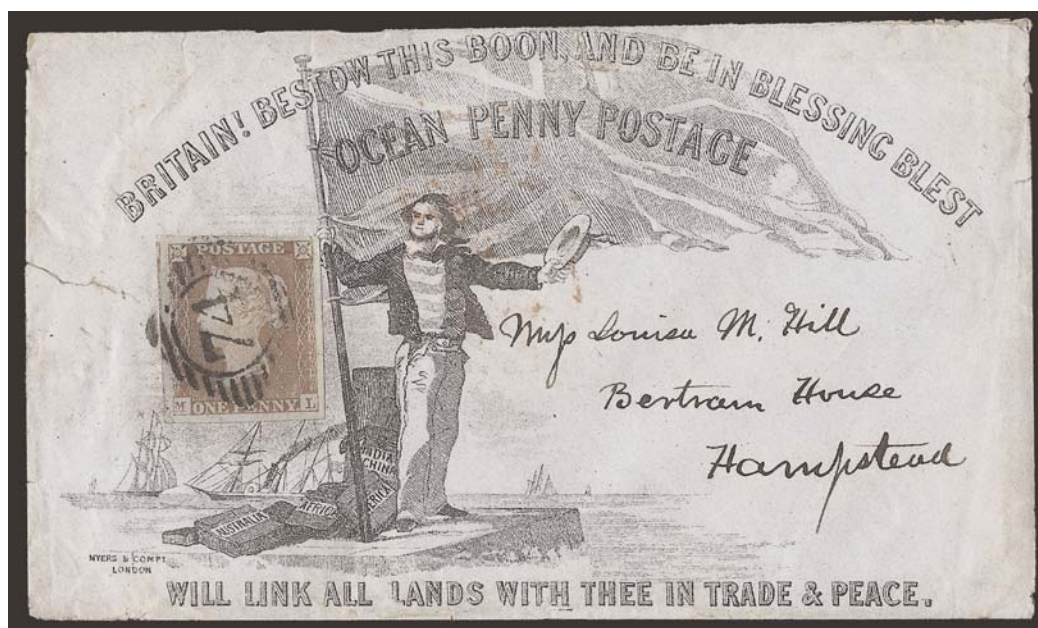 BRITAIN! BESTOW THIS BOON, AND BE IN BLESSING BLEST
OCEAN PENNY POSTAGE
POSTAGE
74
M ONE PENNY L
Miss Louisa M. Hill
Bertram House
Hampstead
INDIA
CHINA
AFRICA
AUSTRALIA
MYERS & COMPY
LONDON
WILL LINK ALL LANDS WITH THEE IN TRADE & PEACE.